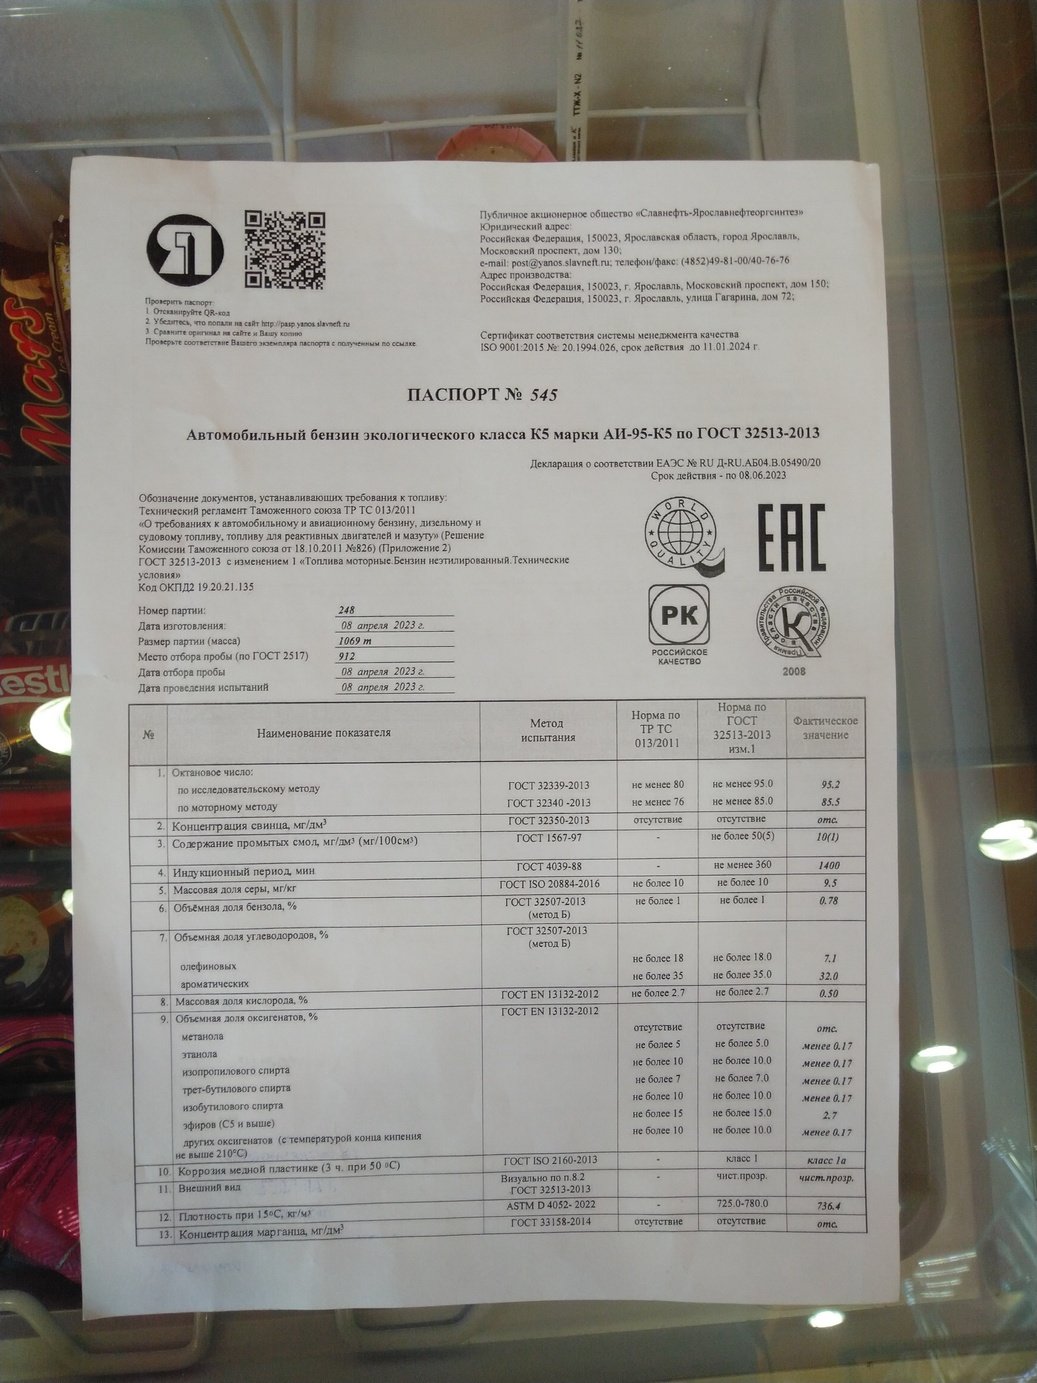 ТТЖ-Х - N2
Mars
ice cream
Nestl
Я
Проверить паспорт:
1. Отсканируйте QR-код
2. Убедитесь, что попали на сайт http://pasp.yanos.slavneft.ru
3. Сравните оригинал на сайте и Вашу копию
Проверьте соответствие Вашего экземпляра паспорта с полученным по ссылке.
Публичное акционерное общество «Славнефть-Ярославнефтеоргсинтез»
Юридический адрес:
Российская Федерация, 150023, Ярославская область, город Ярославль,
Московский проспект, дом 130;
e-mail: post@yanos.slavneft.ru; телефон/факс: (4852)49-81-00/40-76-76
Адрес производства:
Российская Федерация, 150023, г. Ярославль, Московский проспект, дом 150;
Российская Федерация, 150023, г. Ярославль, улица Гагарина, дом 72;
Сертификат соответствия системы менеджмента качества
ISO 9001:2015 №: 20.1994.026, срок действия до 11.01.2024 г.
ПАСПОРТ № 545
Автомобильный бензин экологического класса К5 марки АИ-95-К5 по ГОСТ 32513-2013
Декларация о соответствии ЕАЭС № RU Д-RU.АБ04.В.05490/20
Срок действия - по 08.06.2023
Обозначение документов, устанавливающих требования к топливу:
Технический регламент Таможенного союза ТР ТС 013/2011
«О требованиях к автомобильному и авиационному бензину, дизельному и
судовому топливу, топливу для реактивных двигателей и мазуту» (Решение
Комиссии Таможенного союза от 18.10.2011 №826) (Приложение 2)
ГОСТ 32513-2013 с изменением 1 «Топлива моторные.Бензин неэтилированный.Технические
условия»
Код ОКПД2 19.20.21.135
WORLD QUALITY
EAC
РК
РОССИЙСКОЕ
КАЧЕСТВО
Премия Правительства Российской Федерации
в области качества
2008
Номер партии: 248
Дата изготовления: 08 апреля 2023 г.
Размер партии (масса) 1069 т
Место отбора пробы (по ГОСТ 2517) 912
Дата отбора пробы 08 апреля 2023 г.
Дата проведения испытаний 08 апреля 2023 г.
№ Наименование показателя Метод испытания Норма по ТР ТС 013/2011 Норма по ГОСТ 32513-2013 изм.1 Фактическое значение
1. Октановое число:
по исследовательскому методу ГОСТ 32339-2013 не менее 80 не менее 95.0 95.2
по моторному методу ГОСТ 32340 -2013 не менее 76 не менее 85.0 85.5
2. Концентрация свинца, мг/дм³ ГОСТ 32350-2013 отсутствие отсутствие отс.
3. Содержание промытых смол, мг/дм³ (мг/100см³) ГОСТ 1567-97 - не более 50(5) 10(1)
4. Индукционный период, мин ГОСТ 4039-88 - не менее 360 1400
5. Массовая доля серы, мг/кг ГОСТ ISO 20884-2016 не более 10 не более 10 9,5
6. Объёмная доля бензола, % ГОСТ 32507-2013 (метод Б) не более 1 не более 1 0.78
7. Объемная доля углеводородов, % ГОСТ 32507-2013 (метод Б)
олефиновых не более 18 не более 18.0 7.1
ароматических не более 35 не более 35.0 32.0
8. Массовая доля кислорода, % ГОСТ EN 13132-2012 не более 2.7 не более 2.7 0.50
9. Объемная доля оксигенатов, % ГОСТ EN 13132-2012
метанола отсутствие отсутствие отс.
этанола не более 5 не более 5.0 менее 0.17
изопропилового спирта не более 10 не более 10.0 менее 0.17
трет-бутилового спирта не более 7 не более 7.0 менее 0.17
изобутилового спирта не более 10 не более 10.0 менее 0.17
эфиров (С5 и выше) не более 15 не более 15.0 2.7
других оксигенатов (с температурой конца кипения не более 10 не более 10.0 менее 0.17
не выше 210°С)
10. Коррозия медной пластинке (3 ч. при 50 °С) ГОСТ ISO 2160-2013 - класс 1 класс 1а
11. Внешний вид Визуально по п.8.2 ГОСТ 32513-2013 - чист.прозр. чист.прозр.
12. Плотность при 15°С, кг/м³ ASTM D 4052- 2022 - 725.0-780.0 736.4
13. Концентрация марганца, мг/дм³ ГОСТ 33158-2014 отсутствие отсутствие отс.